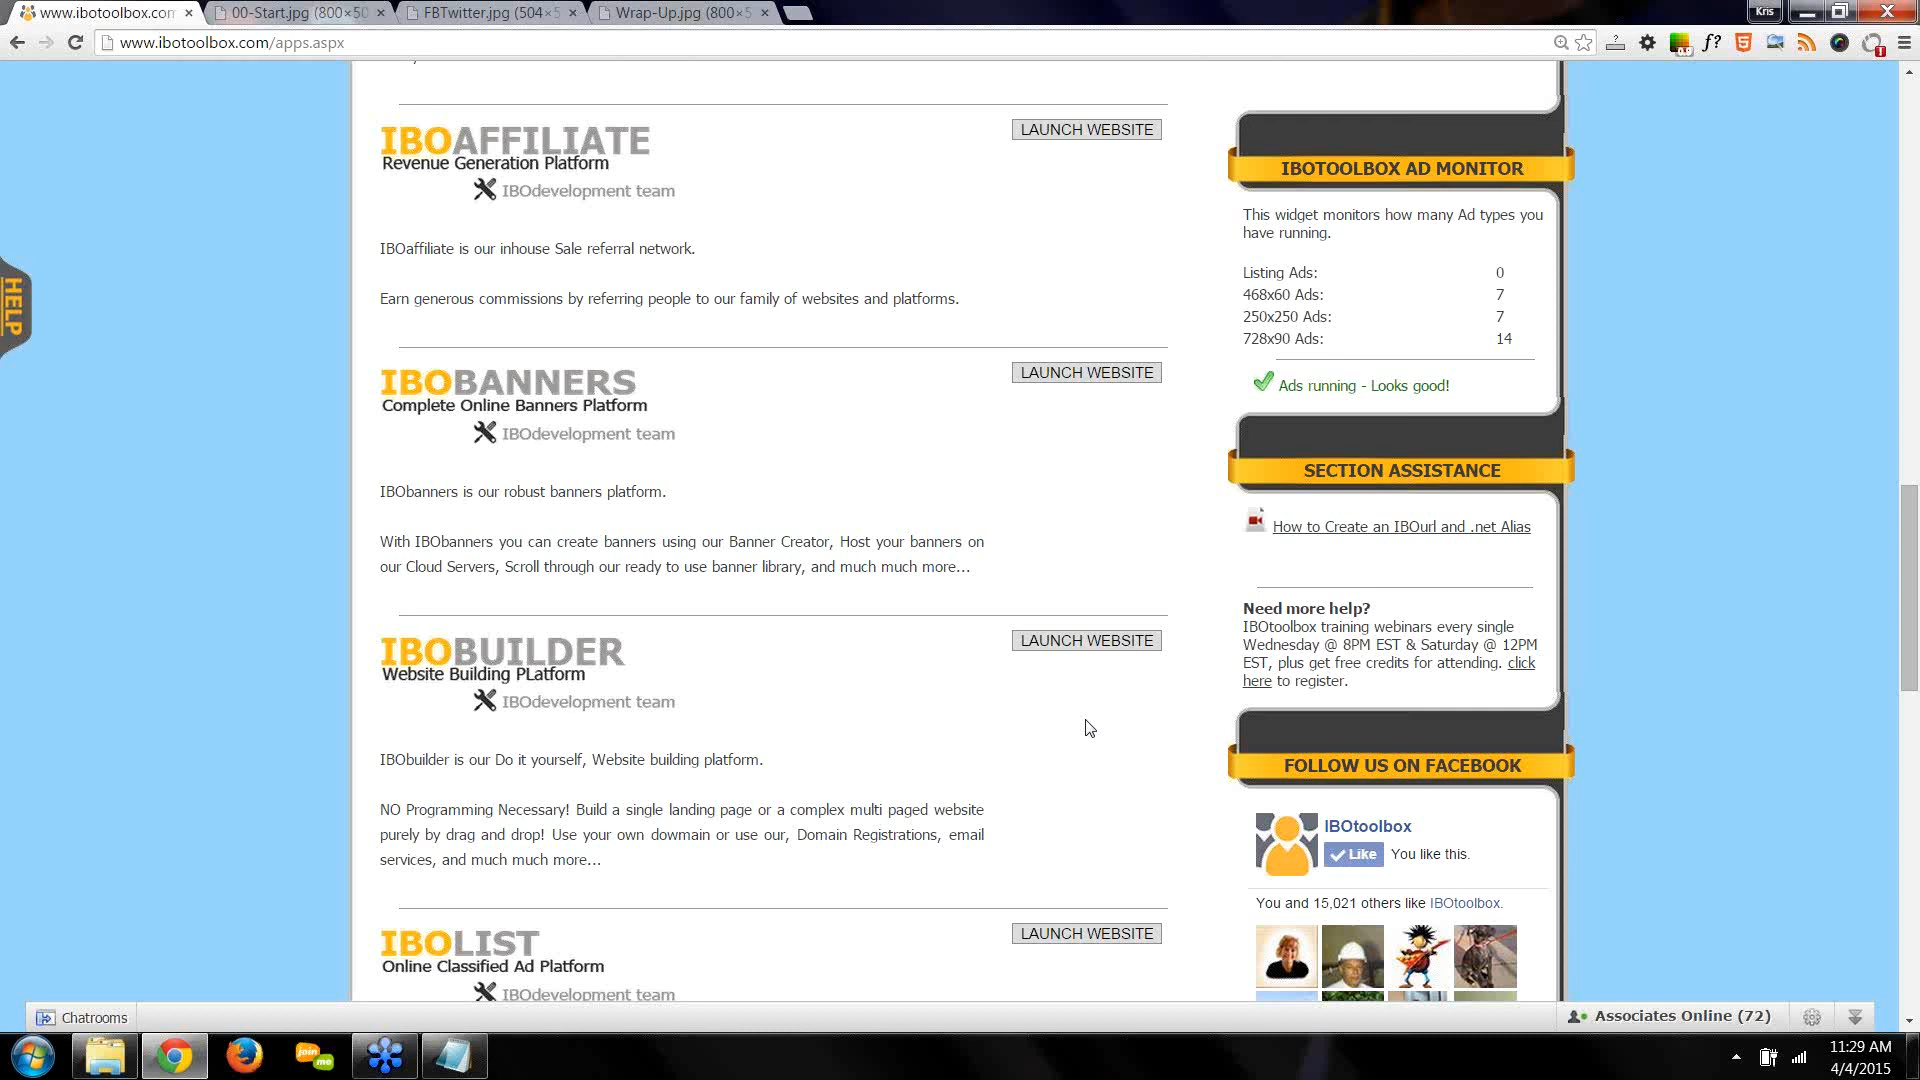 www.ibotoolbox.com
00-Start.jpg (800×50
FBTwitter.jpg (504×5
Wrap-Up.jpg (800×5
Kris
www.ibotoolbox.com/apps.aspx
HELP
IBOAFFILIATE
Revenue Generation Platform
IBOdevelopment team
LAUNCH WEBSITE
IBOaffiliate is our inhouse Sale referral network.
Earn generous commissions by referring people to our family of websites and platforms.
IBOBANNERS
Complete Online Banners Platform
IBOdevelopment team
LAUNCH WEBSITE
IBObanners is our robust banners platform.
With IBObanners you can create banners using our Banner Creator, Host your banners on
our Cloud Servers, Scroll through our ready to use banner library, and much much more...
IBOBUILDER
Website Building PLatform
IBOdevelopment team
LAUNCH WEBSITE
IBObuilder is our Do it yourself, Website building platform.
NO Programming Necessary! Build a single landing page or a complex multi paged website
purely by drag and drop! Use your own dowmain or use our, Domain Registrations, email
services, and much much more...
IBOLIST
Online Classified Ad Platform
IBOdevelopment team
LAUNCH WEBSITE
IBOTOOLBOX AD MONITOR
This widget monitors how many Ad types you
have running.
Listing Ads: 0
468x60 Ads: 7
250x250 Ads: 7
728x90 Ads: 14
Ads running - Looks good!
SECTION ASSISTANCE
How to Create an IBOurl and .net Alias
Need more help?
IBOtoolbox training webinars every single
Wednesday @ 8PM EST & Saturday @ 12PM
EST, plus get free credits for attending. click
here to register.
FOLLOW US ON FACEBOOK
IBOtoolbox
Like You like this.
You and 15,021 others like IBOtoolbox.
Chatrooms
Associates Online (72)
join
me
11:29 AM
4/4/2015